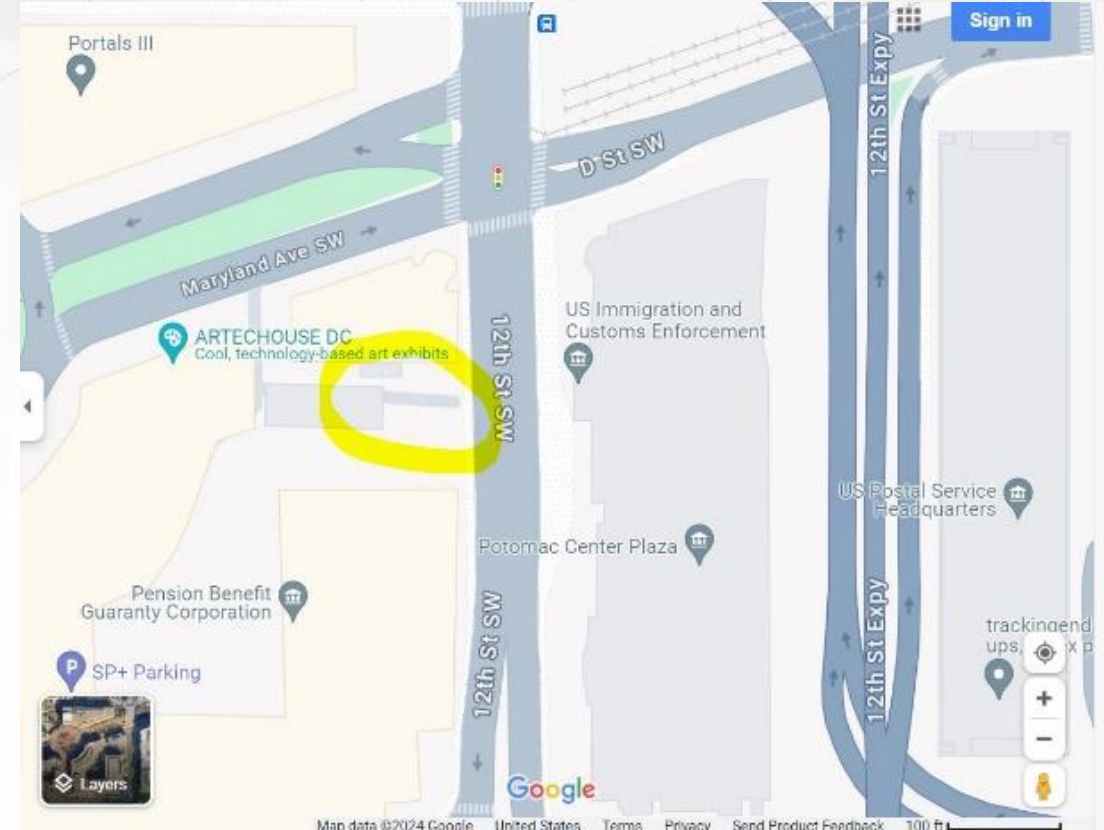 Portals III
Sign in
12th St Expy
D St SW
Maryland Ave SW
ARTECHOUSE DC
Cool, technology-based art exhibits
12th St SW
US Immigration and
Customs Enforcement
US Postal Service
Headquarters
Potomac Center Plaza
Pension Benefit
Guaranty Corporation
12th St SW
12th St Expy
trackingend
ups,
P
SP+ Parking
Layers
Google
Map data ©2024 Google United States Terms Privacy Send Product Feedback 100 ft